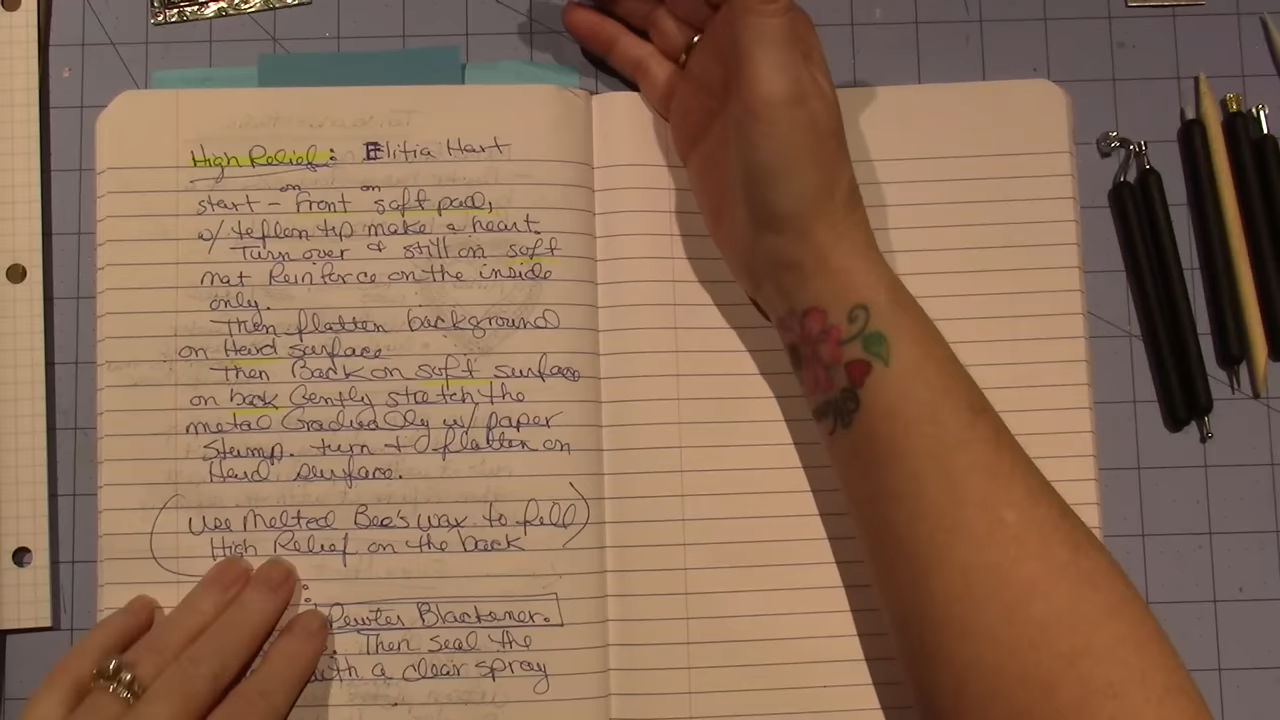 High Relief: Elitia Hart
start - on Front on soft pad,
w/ teflon tip make a heart.
Turn over & still on soft
mat Reinforce on the inside
only.
Then flatten background
on Hard surface
Then Back on soft surface
on back Gently stretch the
metal Gradually w/ paper
Stump. turn + flatten on
Hard surface.
(Use Melted Bee's wax to fill
High Relief on the back)
:
Pewter Blackener.
. Then seal the
with a clear spray